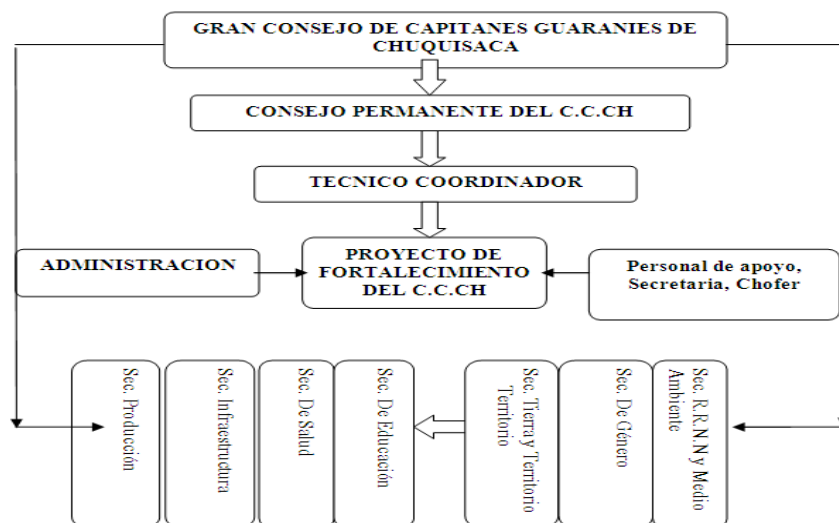 GRAN CONSEJO DE CAPITANES GUARANIES DE
CHUQUISACA
CONSEJO PERMANENTE DEL C.C.CH
TECNICO COORDINADOR
ADMINISTRACION
PROYECTO DE
FORTALECIMIENTO
DEL C.C.CH
Personal de apoyo,
Secretaria, Chofer
Sec. Producción
Sec. Infraestructura
Sec. De Salud
Sec. De Educación
Sec. Tierra y Territorio
Territorio
Sec. De Género
Sec. R.R.N.N y Medio
Ambiente